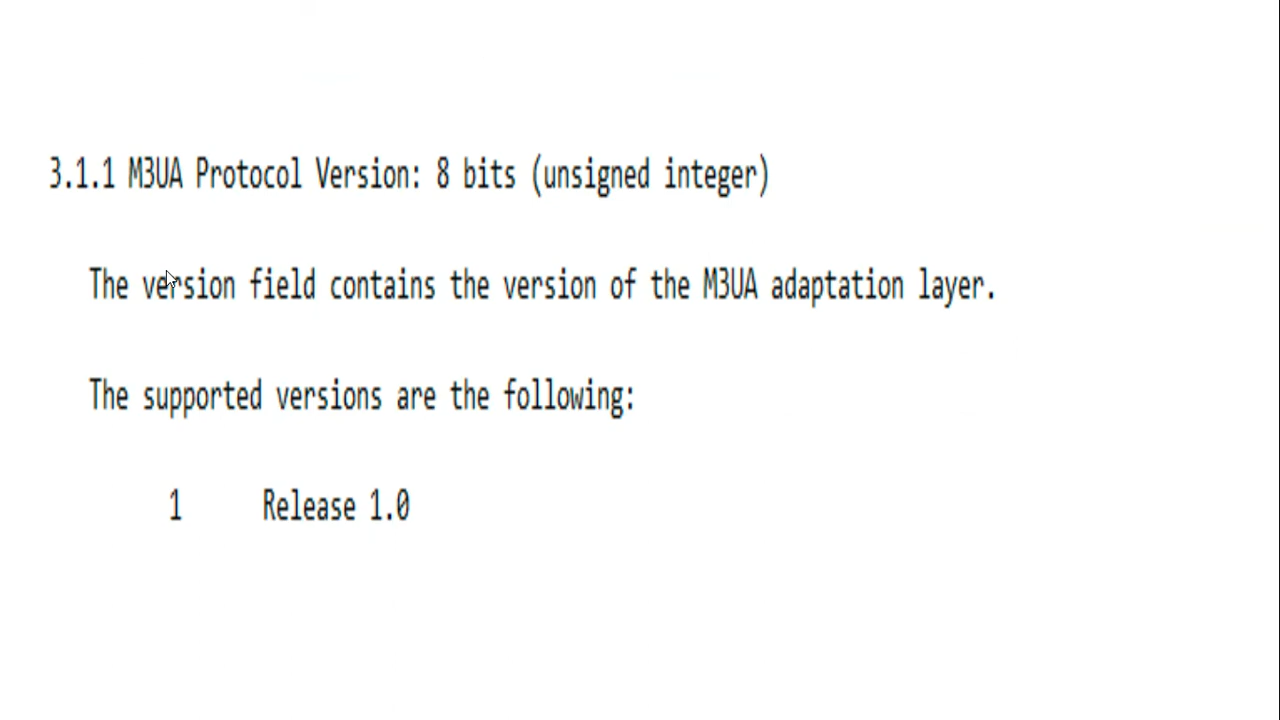 3.1.1 M3UA Protocol Version: 8 bits (unsigned integer)
The version field contains the version of the M3UA adaptation layer.
The supported versions are the following:
1 Release 1.0